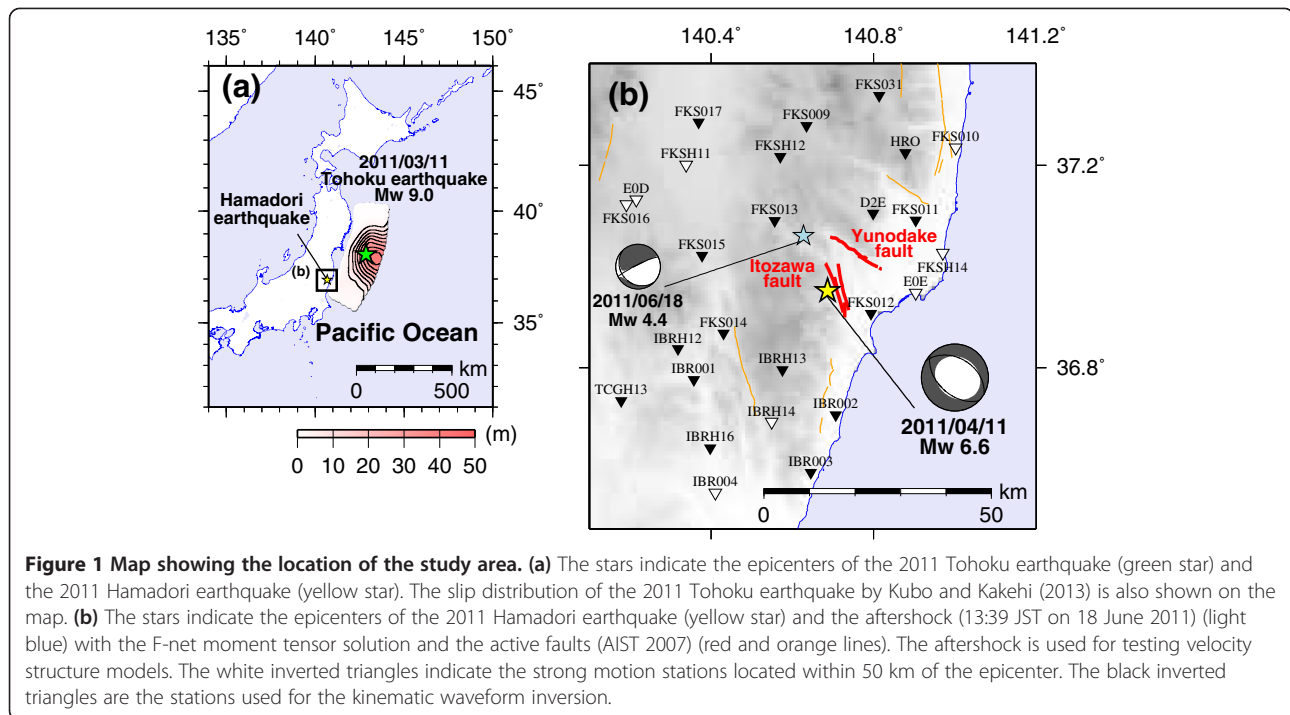 135˚ 140˚ 145˚ 150˚
(a)
45˚
40˚
35˚
2011/03/11
Tohoku earthquake
Mw 9.0
Hamadori
earthquake
(b)
Pacific Ocean
km
0 500
(m)
0 10 20 30 40 50
140.4˚ 140.8˚ 141.2˚
(b)
37.2˚
36.8˚
FKS031
FKS017
FKS009
FKSH12
HRO
FKS010
FKSH11
E0D
FKS016
FKS013
D2E
FKS011
FKS015
Yunodake
fault
Itozawa
fault
FKSH14
E0E
FKS012
2011/06/18
Mw 4.4
FKS014
IBRH12
IBR001
IBRH13
TCGH13
IBRH14
IBR002
IBRH16
IBR003
IBR004
2011/04/11
Mw 6.6
km
0 50
Figure 1 Map showing the location of the study area. (a) The stars indicate the epicenters of the 2011 Tohoku earthquake (green star) and
the 2011 Hamadori earthquake (yellow star). The slip distribution of the 2011 Tohoku earthquake by Kubo and Kakehi (2013) is also shown on the
map. (b) The stars indicate the epicenters of the 2011 Hamadori earthquake (yellow star) and the aftershock (13:39 JST on 18 June 2011) (light
blue) with the F-net moment tensor solution and the active faults (AIST 2007) (red and orange lines). The aftershock is used for testing velocity
structure models. The white inverted triangles indicate the strong motion stations located within 50 km of the epicenter. The black inverted
triangles are the stations used for the kinematic waveform inversion.